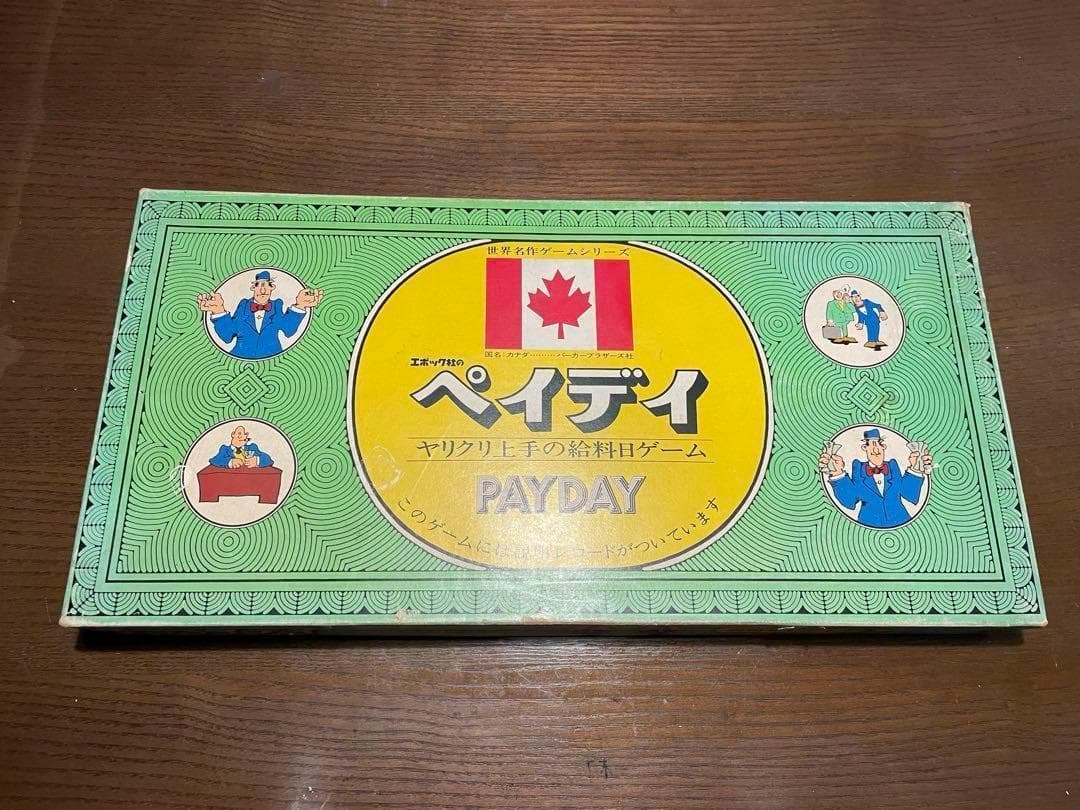 世界名作ゲームシリーズ
国名:カナダ………パーカーブラザーズ社
エポック社の
ペイデイ
ヤリクリ上手の給料日ゲーム
PAYDAY
このゲームには説明レコードがついています